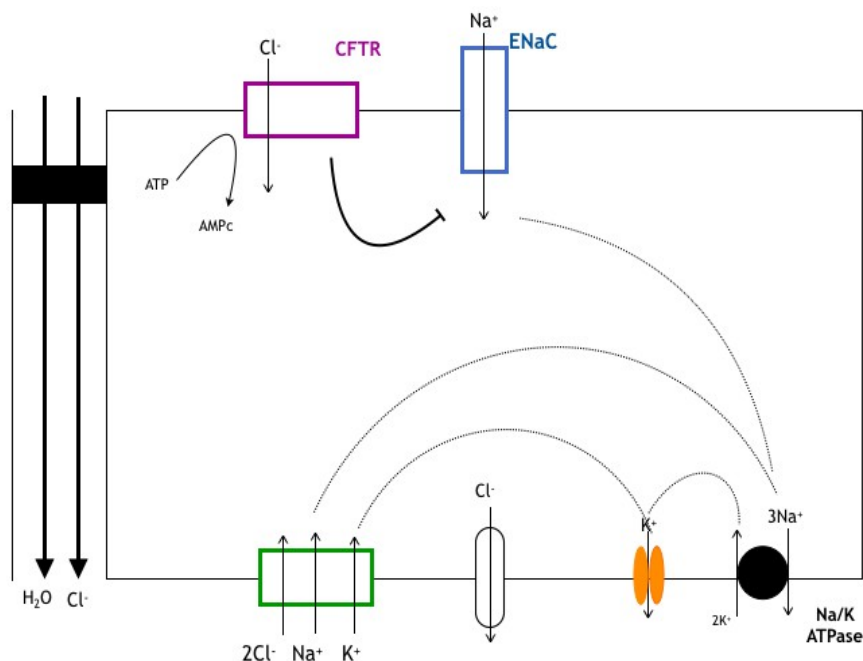 Na⁺
Cl⁻
CFTR
ENaC
ATP
AMPc
Cl⁻
K⁺
3Na⁺
H₂O
Cl⁻
2K⁺
Na/K
ATPase
2Cl⁻
Na⁺
K⁺